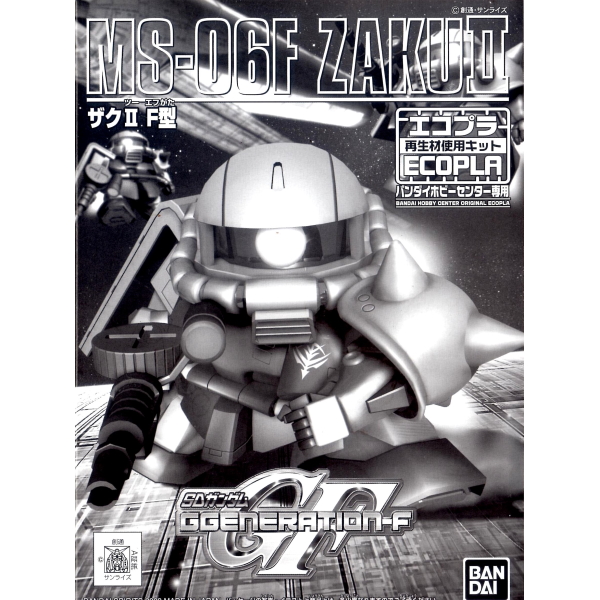 © 創通・サンライズ
MS-06F ZAKUⅡ
ツー エフがた
ザクⅡ F型
エコプラ
再生材使用キット
ECOPLA
バンダイホビーセンター専用
BANDAI HOBBY CENTER ORIGINAL ECOPLA
SDガンダム
GGENERATION-F
GF
創通
©
サンライズ
BAN
DAI